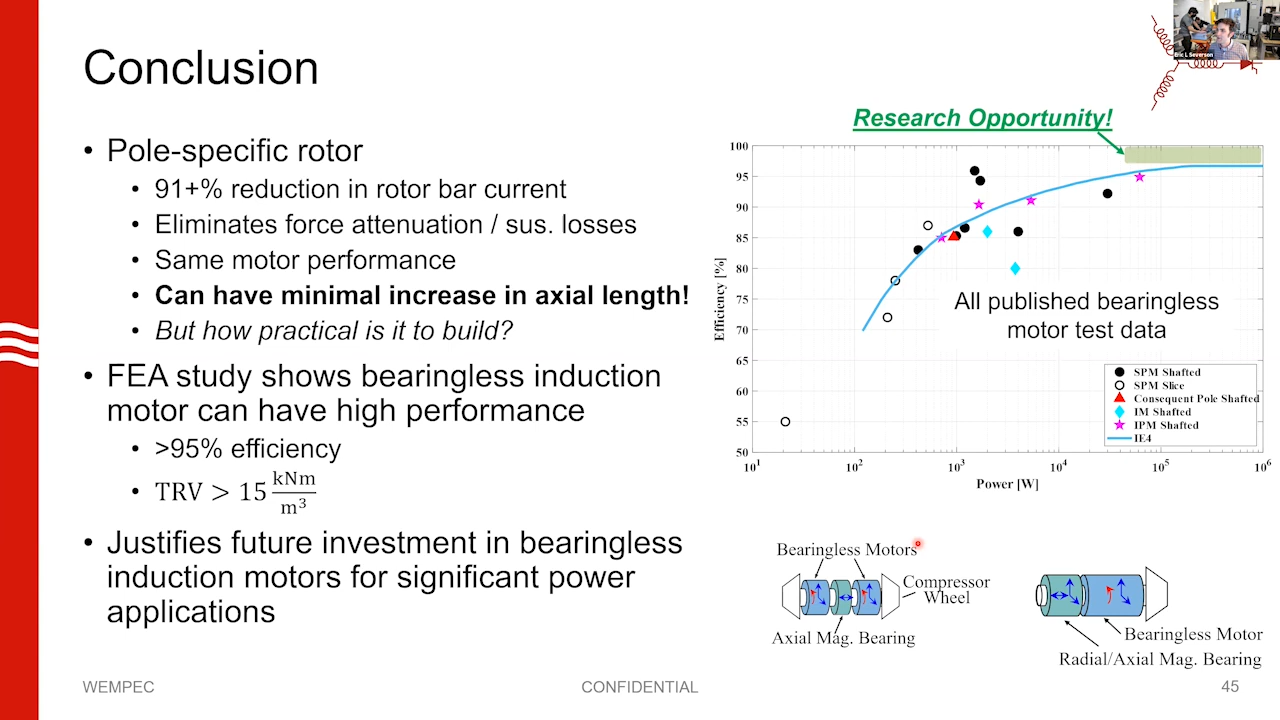 Conclusion
Eric L Severson
• Pole-specific rotor
• 91+% reduction in rotor bar current
• Eliminates force attenuation / sus. losses
• Same motor performance
• Can have minimal increase in axial length!
• But how practical is it to build?
• FEA study shows bearingless induction
motor can have high performance
• >95% efficiency
• TRV > 15 kNm/m³
• Justifies future investment in bearingless
induction motors for significant power
applications
Research Opportunity!
100
95
90
85
80
75
70
65
60
55
50
Efficiency [%]
10¹ 10² 10³ 10⁴ 10⁵ 10⁶
Power [W]
All published bearingless
motor test data
SPM Shafted
SPM Slice
Consequent Pole Shafted
IM Shafted
IPM Shafted
IE4
Bearingless Motors
Compressor
Wheel
Axial Mag. Bearing
Bearingless Motor
Radial/Axial Mag. Bearing
WEMPEC
CONFIDENTIAL
45